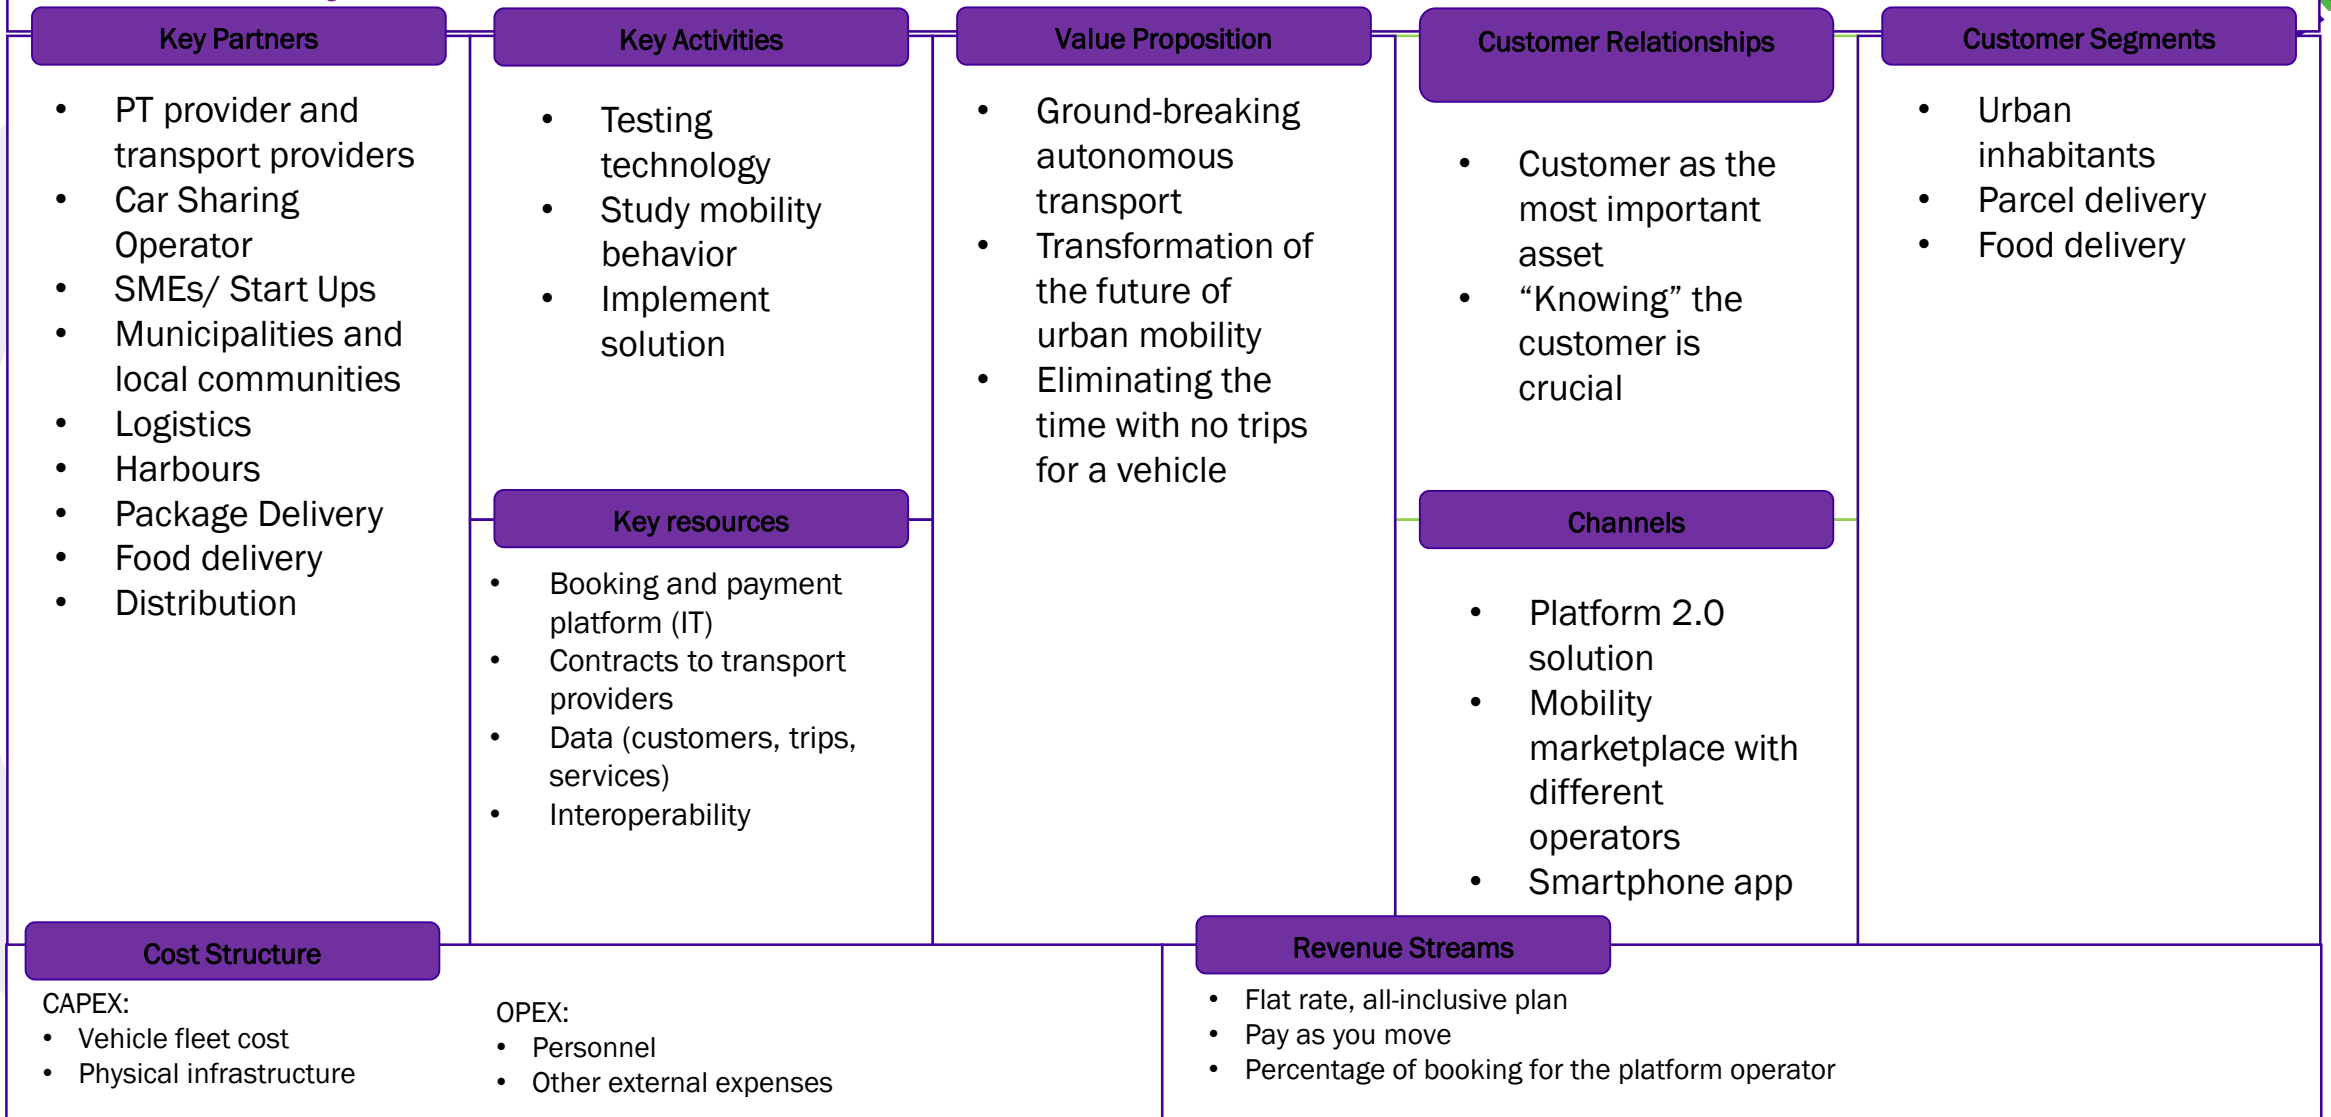 Key Partners
• PT provider and
transport providers
• Car Sharing
Operator
• SMEs/ Start Ups
• Municipalities and
local communities
• Logistics
• Harbours
• Package Delivery
• Food delivery
• Distribution
Key Activities
• Testing
technology
• Study mobility
behavior
• Implement
solution
Key resources
• Booking and payment
platform (IT)
• Contracts to transport
providers
• Data (customers, trips,
services)
• Interoperability
Value Proposition
• Ground-breaking
autonomous
transport
• Transformation of
the future of
urban mobility
• Eliminating the
time with no trips
for a vehicle
Customer Relationships
• Customer as the
most important
asset
• “Knowing” the
customer is
crucial
Channels
• Platform 2.0
solution
• Mobility
marketplace with
different
operators
• Smartphone app
Customer Segments
• Urban
inhabitants
• Parcel delivery
• Food delivery
Cost Structure
CAPEX:
• Vehicle fleet cost
• Physical infrastructure
OPEX:
• Personnel
• Other external expenses
Revenue Streams
• Flat rate, all-inclusive plan
• Pay as you move
• Percentage of booking for the platform operator